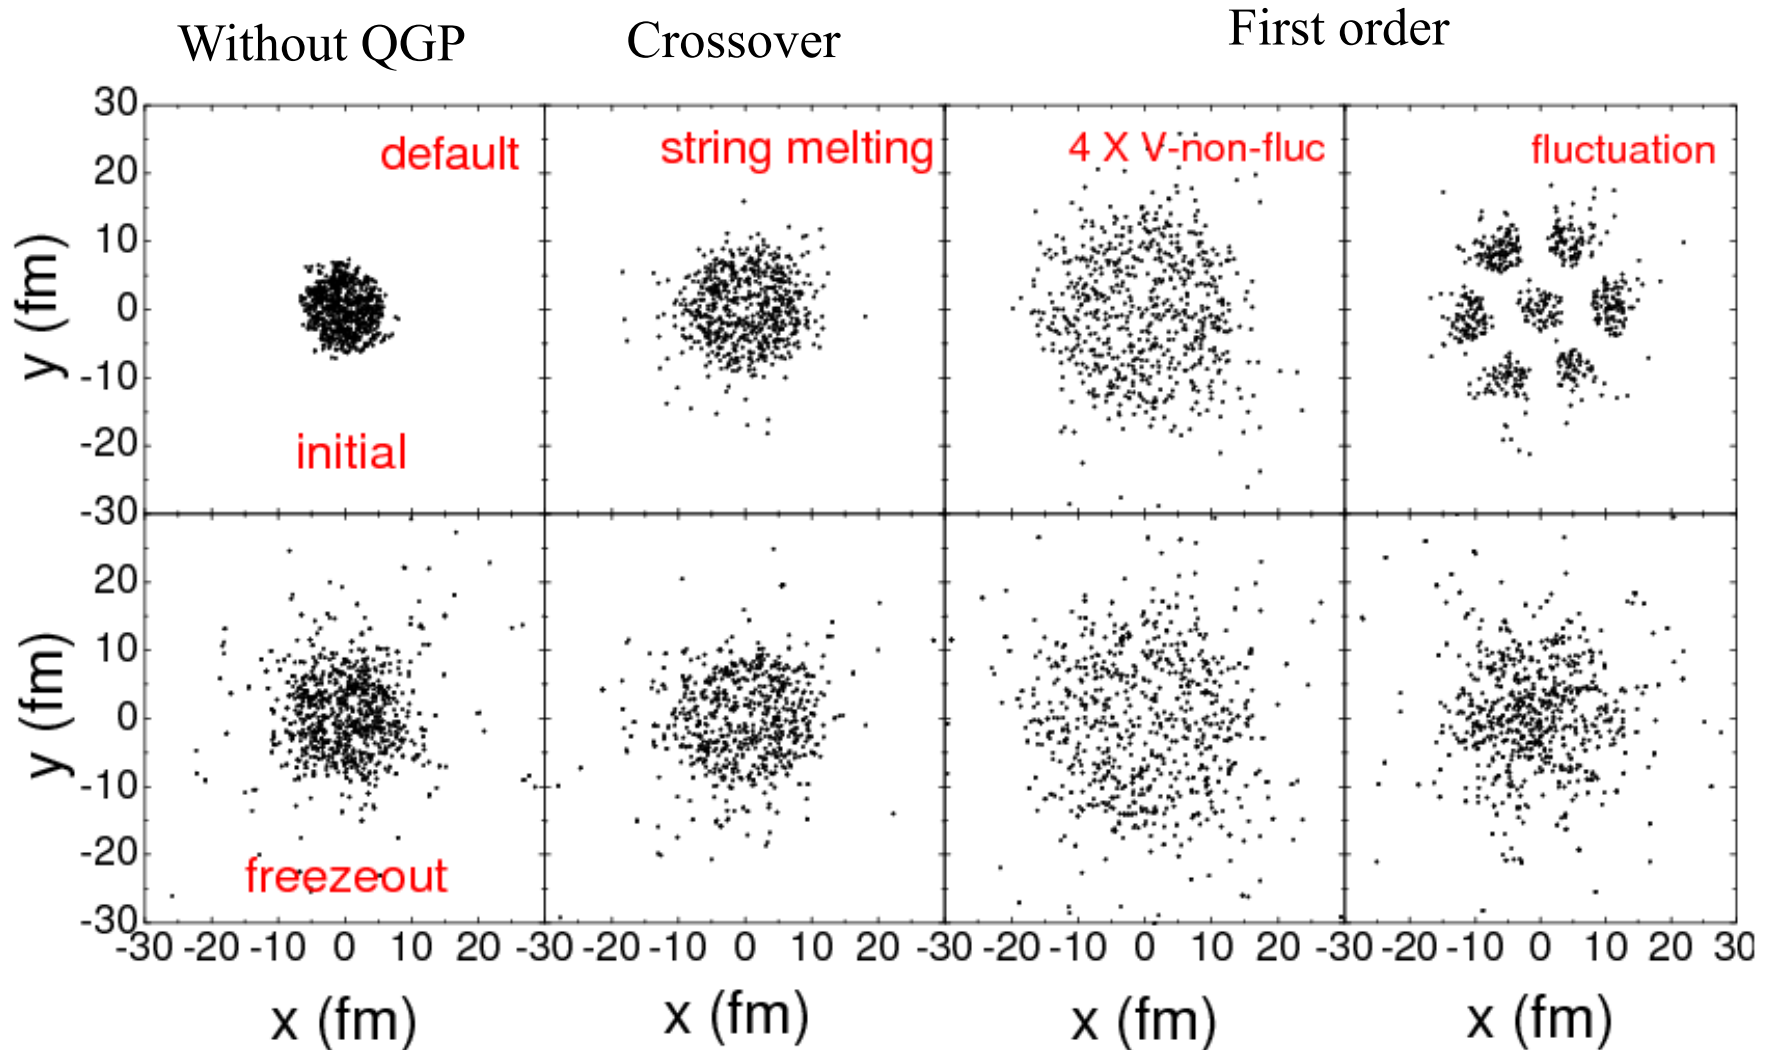 Without QGP
Crossover
First order
30
20
10
0
-10
-20
-30
y (fm)
default
initial
string melting
4 X V-non-fluc
fluctuation
20
10
0
-10
-20
-30
y (fm)
freezeout
-30 -20 -10 0 10 20 -30 -20 -10 0 10 20 -30 -20 -10 0 10 20 -30 -20 -10 0 10 20 30
x (fm)
x (fm)
x (fm)
x (fm)